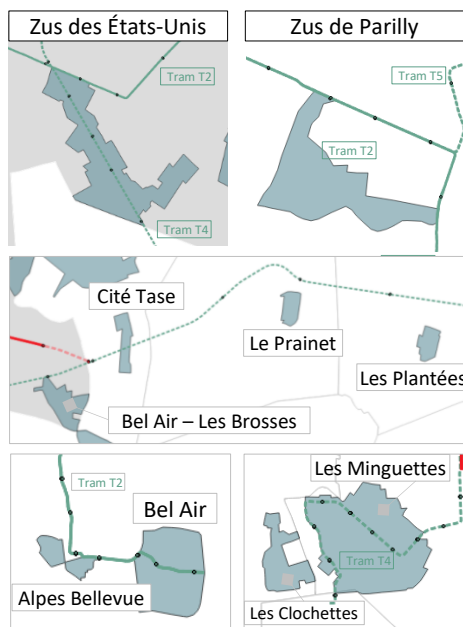 Zus des États-Unis
Zus de Parilly
Tram T2
Tram T5
Tram T2
Tram T4
Cité Tase
Le Prainet
Les Plantées
Bel Air – Les Brosses
Les Minguettes
Tram T2
Bel Air
Tram T4
Alpes Bellevue
Les Clochettes